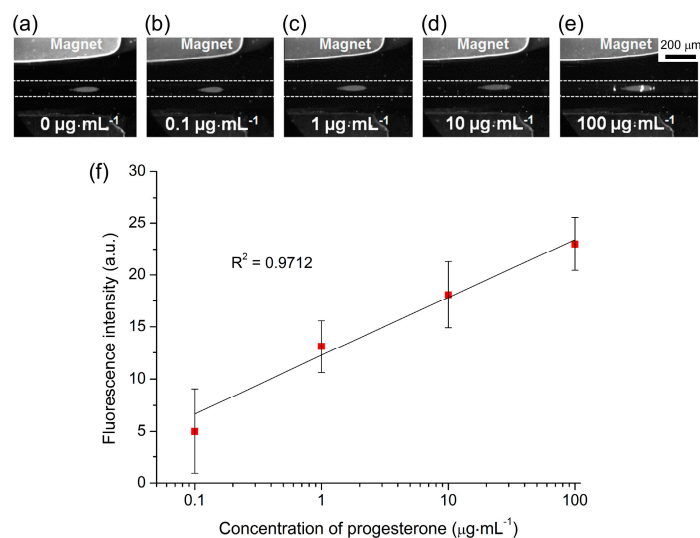 (a) (b) (c) (d) (e)
Magnet Magnet Magnet Magnet Magnet 200 μm
0 μg·mL⁻¹ 0.1 μg·mL⁻¹ 1 μg·mL⁻¹ 10 μg·mL⁻¹ 100 μg·mL⁻¹
(f)
30
25
20
15
10
5
0
Fluorescence intensity (a.u.)
R² = 0.9712
0.1 1 10 100
Concentration of progesterone (μg·mL⁻¹)